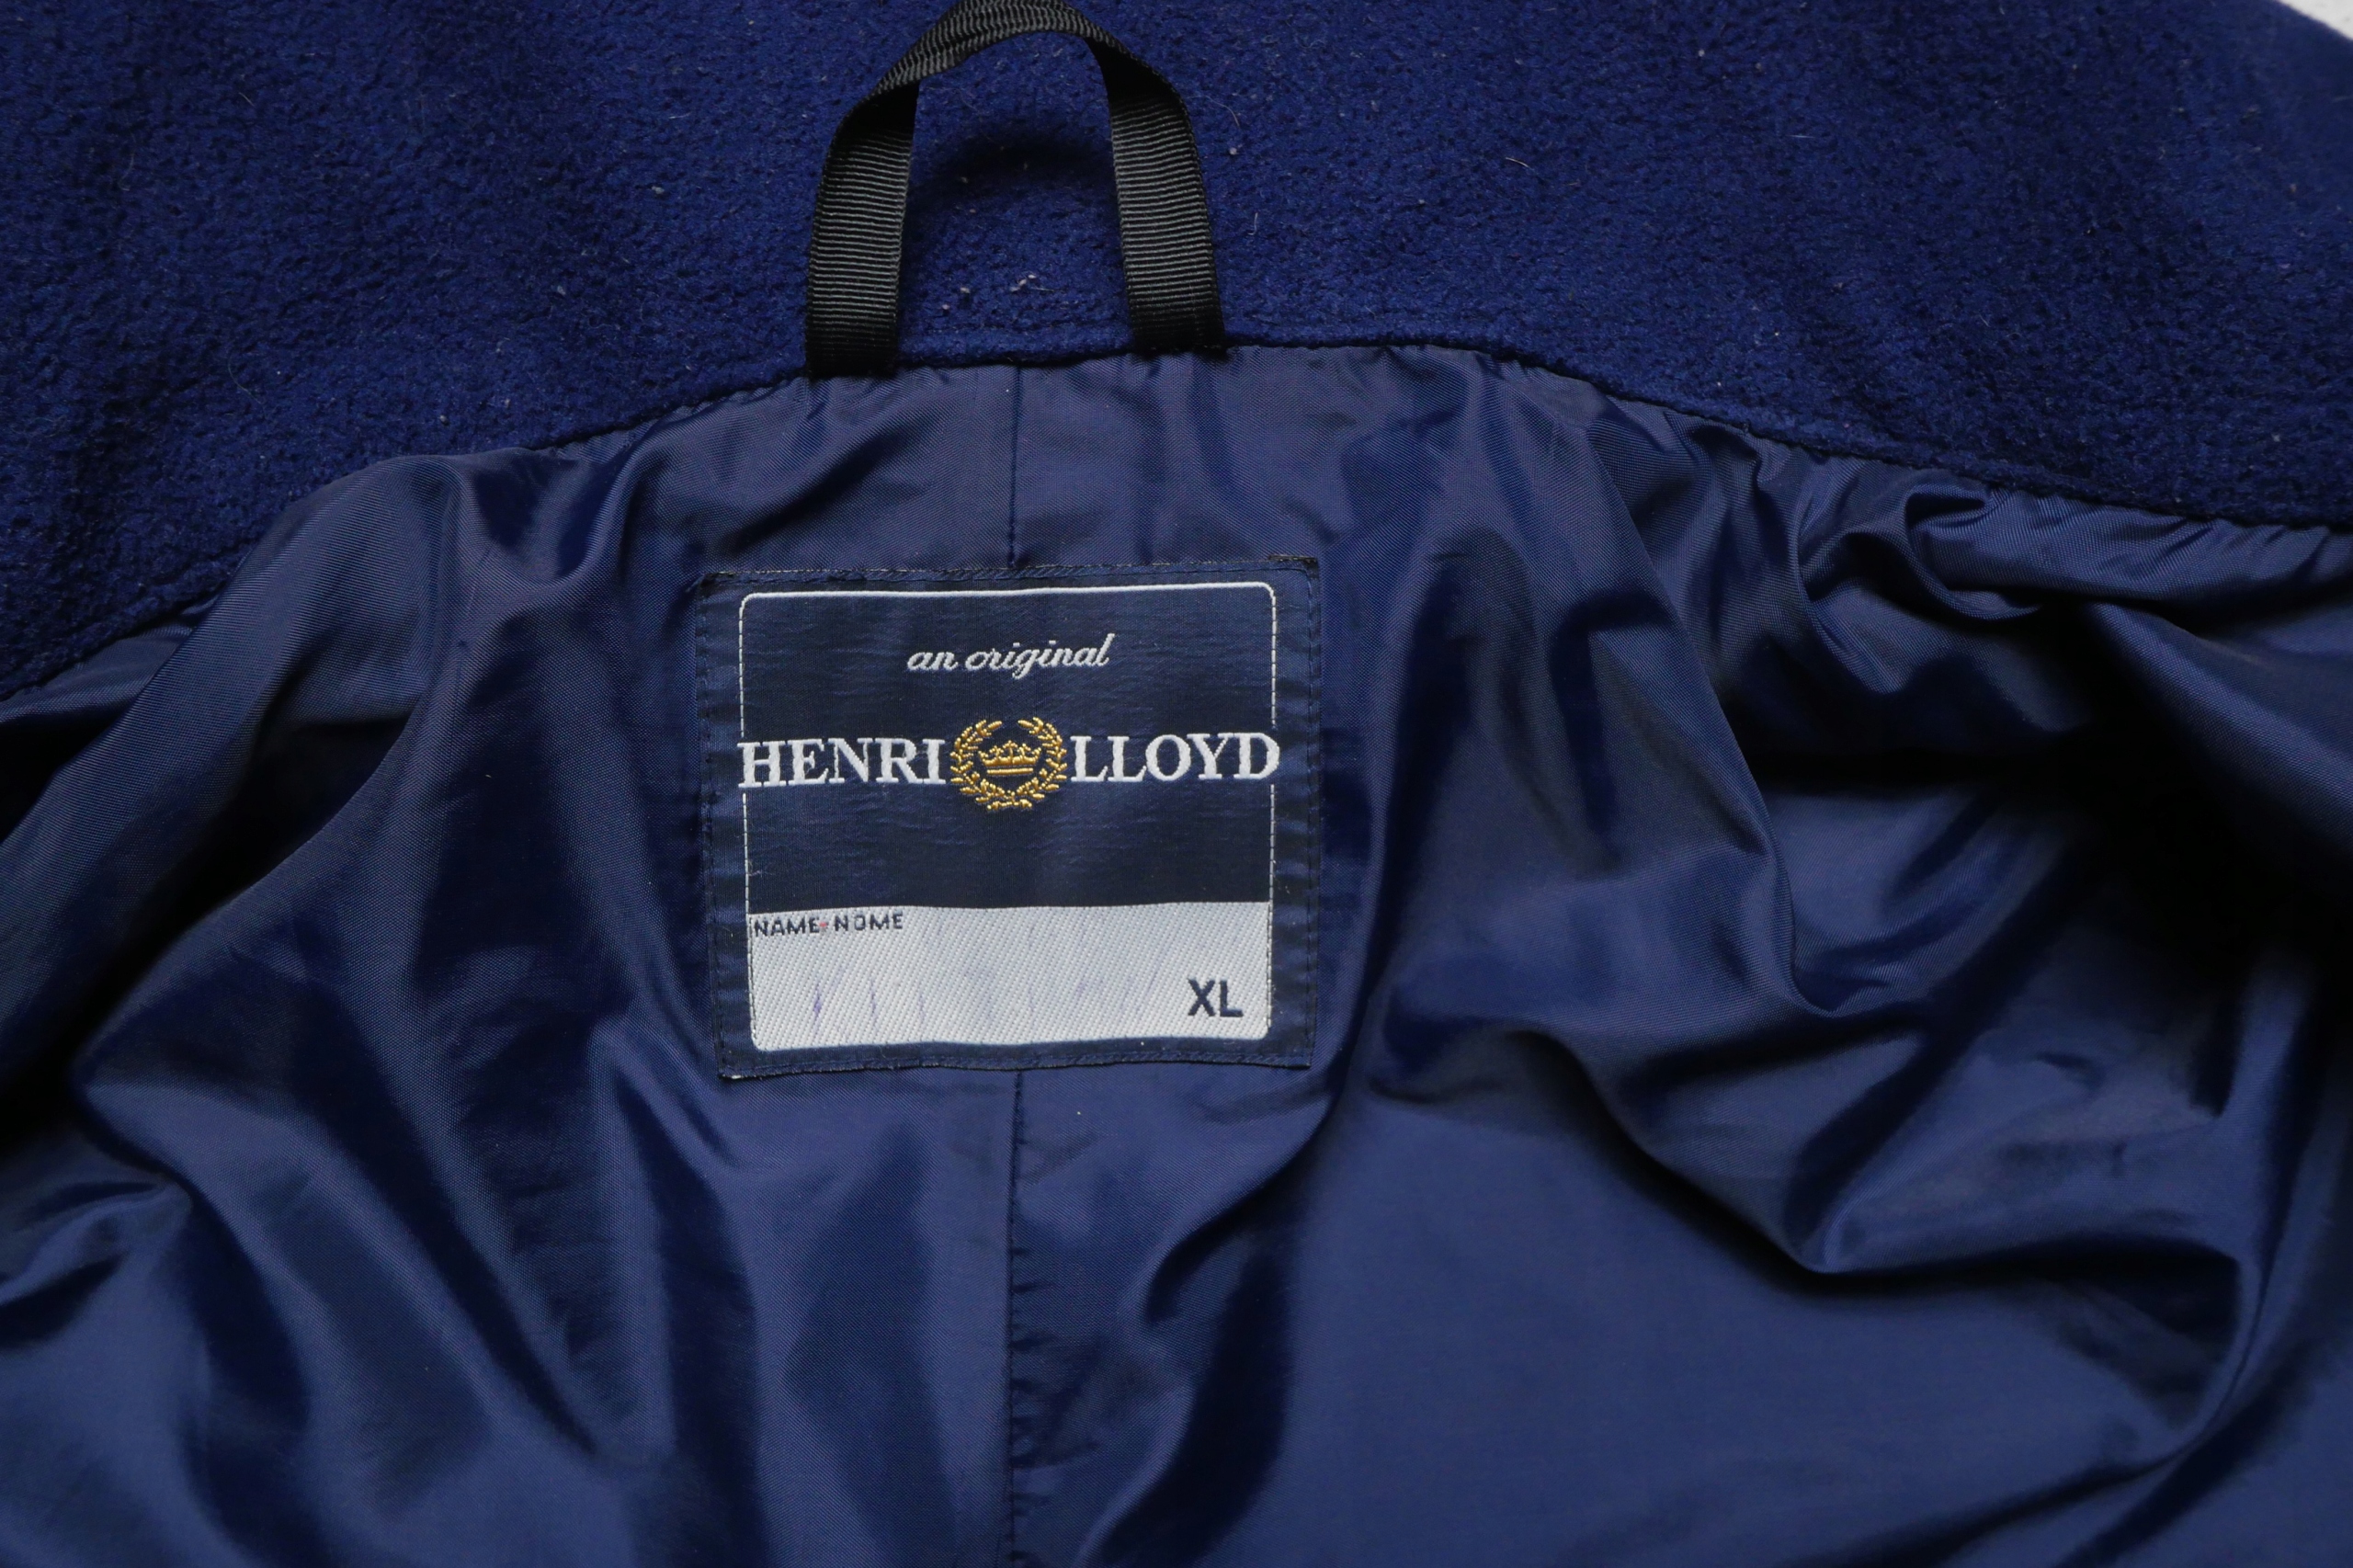 an original
HENRI LLOYD
NAME-NOME
XL